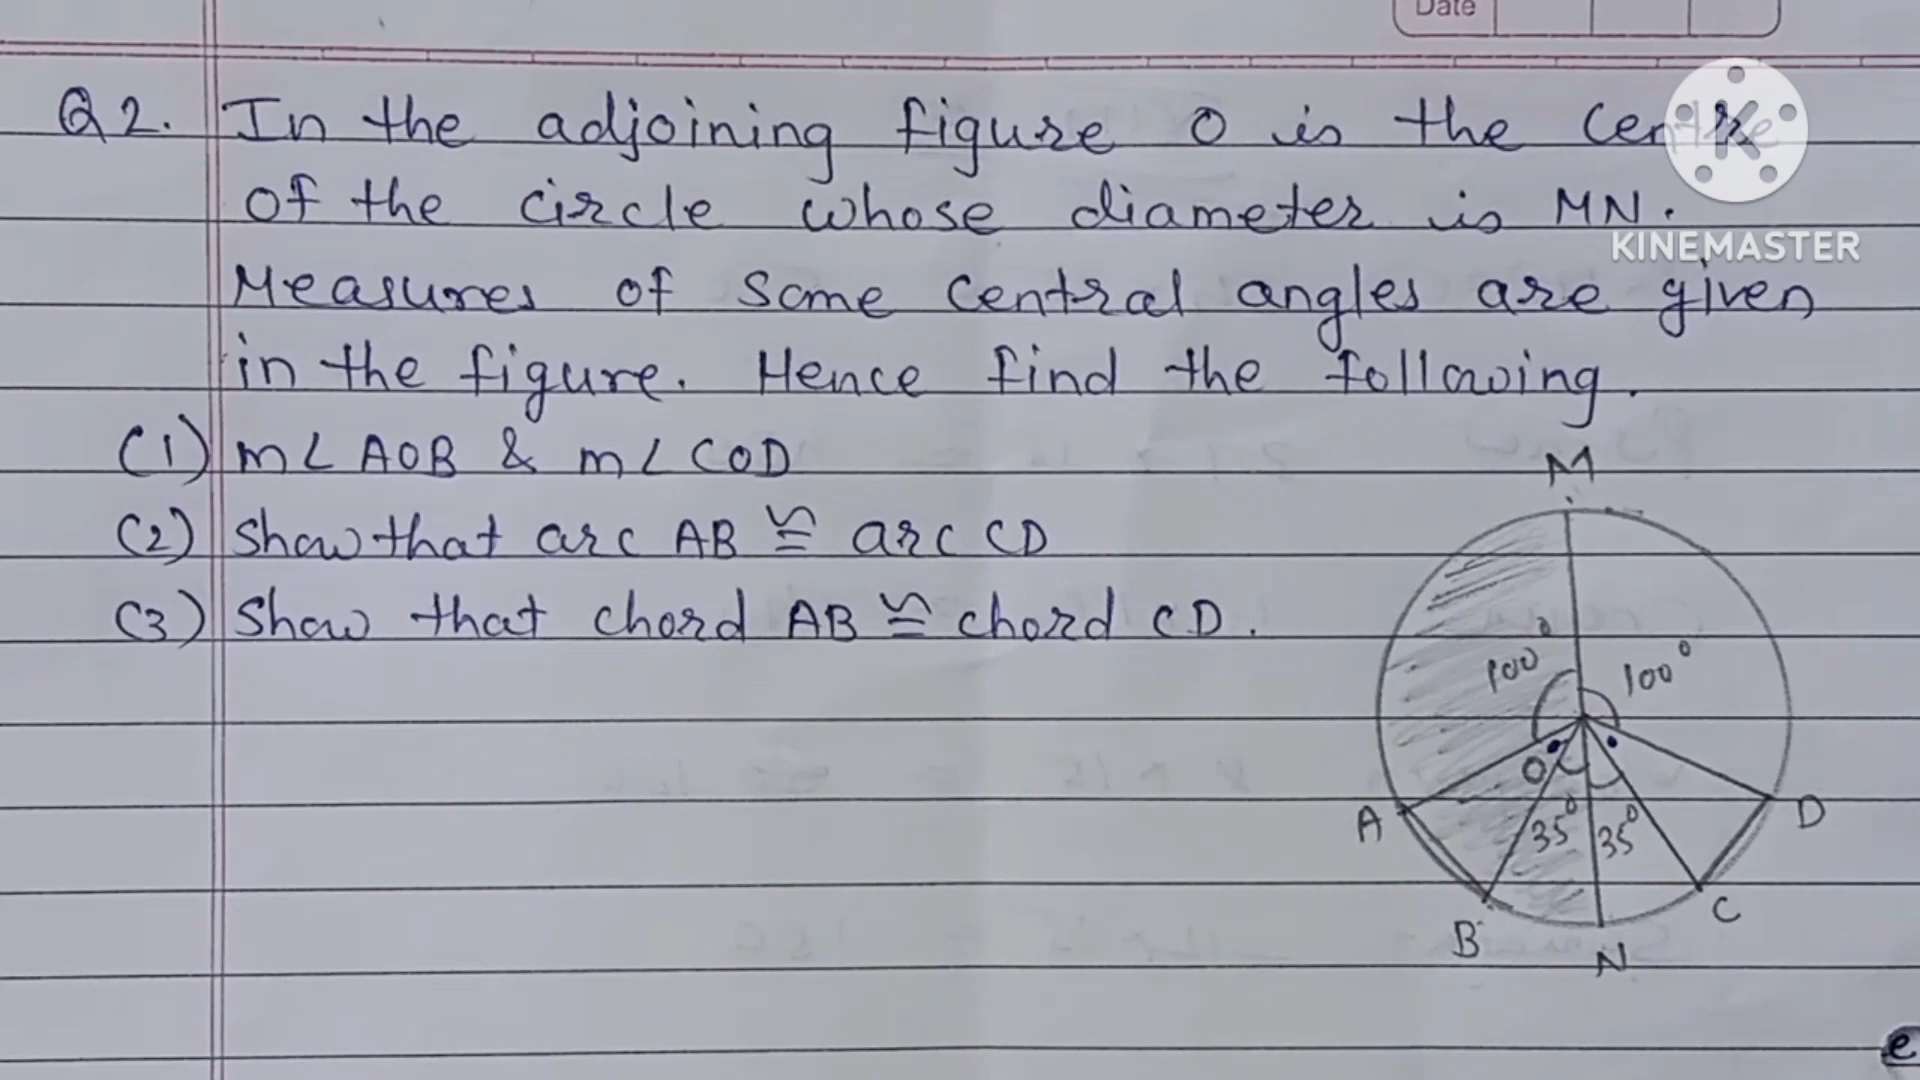 Date
Q2. In the adjoining figure O is the Centre
of the circle whose diameter is MN.
KINEMASTER
Measures of some central angles are given
in the figure. Hence find the following.
(1) m∠AOB & m∠COD
(2) Show that arc AB ≅ arc CD
(3) Show that chord AB ≅ chord CD.
M
100° 100°
O
A 35° 35° D
B N C
e